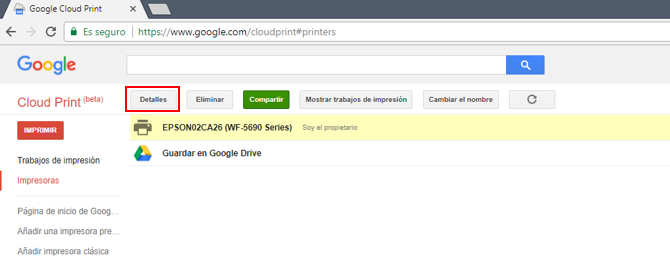 Google Cloud Print
Es seguro | https://www.google.com/cloudprint#printers
Google
Cloud Print (beta)
Detalles Eliminar Compartir Mostrar trabajos de impresión Cambiar el nombre
IMPRIMIR
EPSON02CA26 (WF-5690 Series) Soy el propietario
Guardar en Google Drive
Trabajos de impresión
Impresoras
Página de inicio de Goog...
Añadir una impresora pre...
Añadir impresora clásica